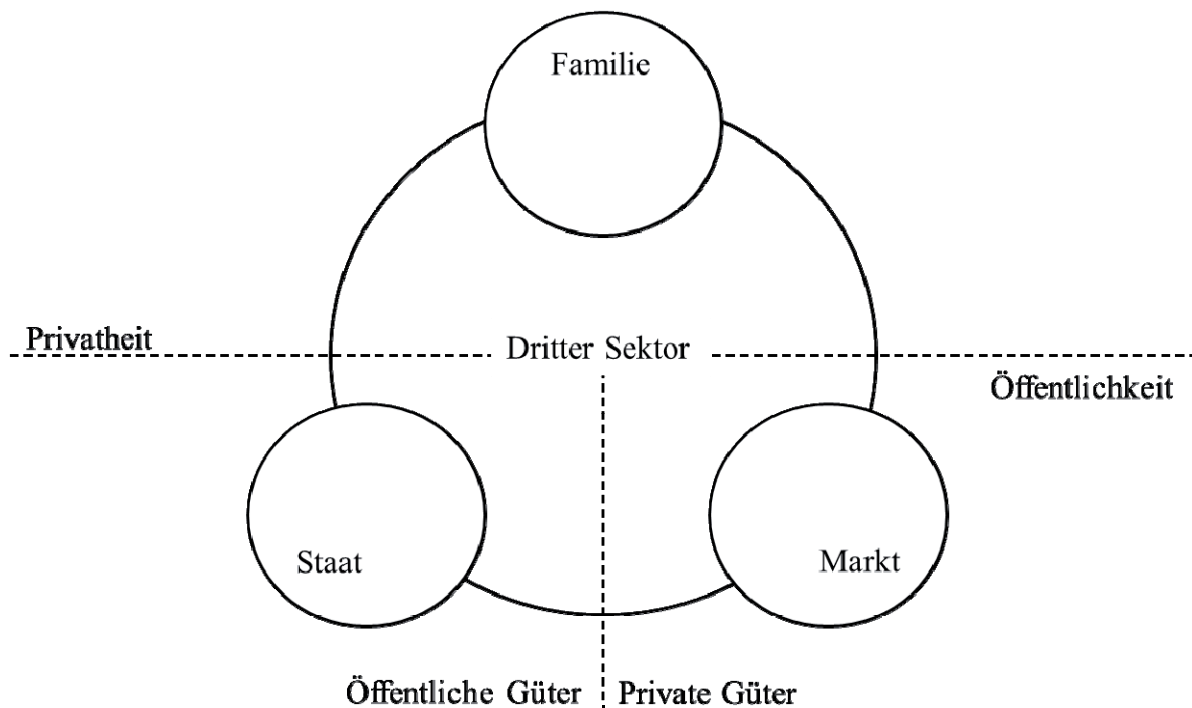 Familie
Privatheit
Dritter Sektor
Öffentlichkeit
Staat
Markt
Öffentliche Güter
Private Güter